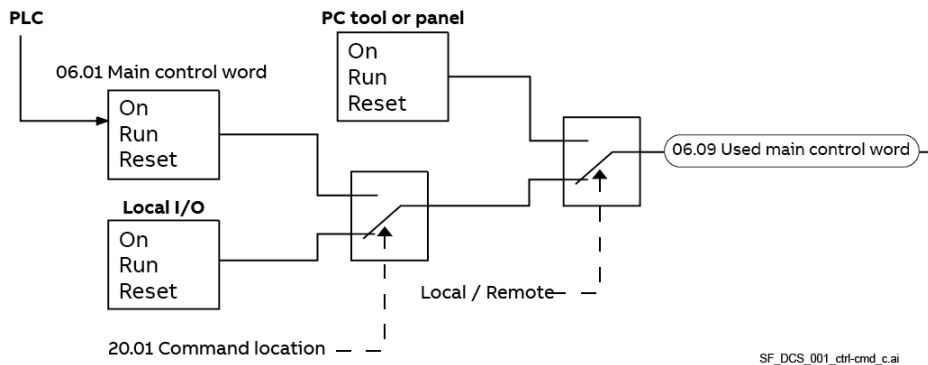 PLC
PC tool or panel
06.01 Main control word
On
Run
Reset
On
Run
Reset
06.09 Used main control word
Local I/O
On
Run
Reset
Local / Remote
20.01 Command location
SF_DCS_001_ctrl-cmd_c.ai